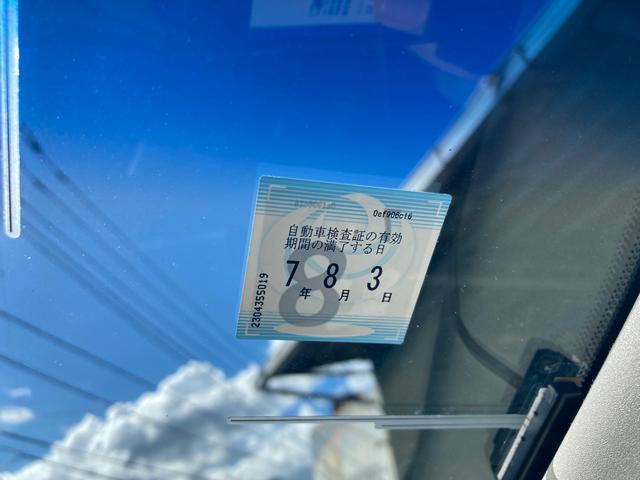 0ef906c16
自動車検査証の有効
期間の満了する日
7年 8月 3日
8
2304355019